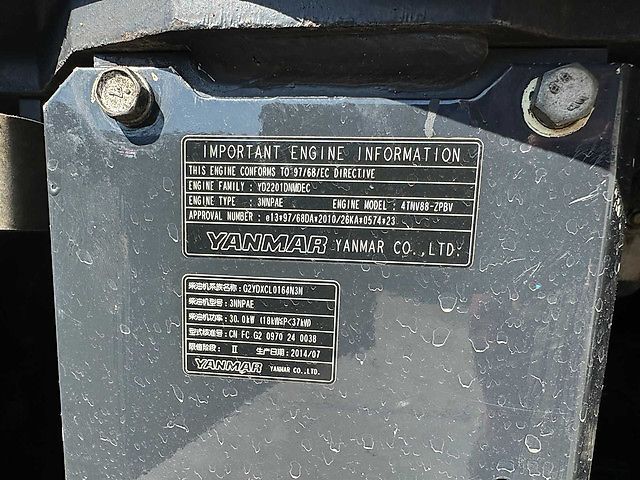 IMPORTANT ENGINE INFORMATION
THIS ENGINE CONFORMS TO 97/68/EC DIRECTIVE
ENGINE FAMILY : YD2201DNMDEC
ENGINE TYPE : 3NNPAE ENGINE MODEL : 4TNV88-ZPBV
APPROVAL NUMBER : e13*97/68DA*2010/26KA*0574*23
YANMAR YANMAR CO.,LTD.
柴油机系族名称: G2YDXCL0164N3N
柴油机型号: 3NNPAE
柴油机功率: 30.0kW (18kW≤P<37kW)
型式核准号: CN FC G2 0970 24 0038
限值阶段: II 生产日期: 2014/07
YANMAR YANMAR CO.,LTD.